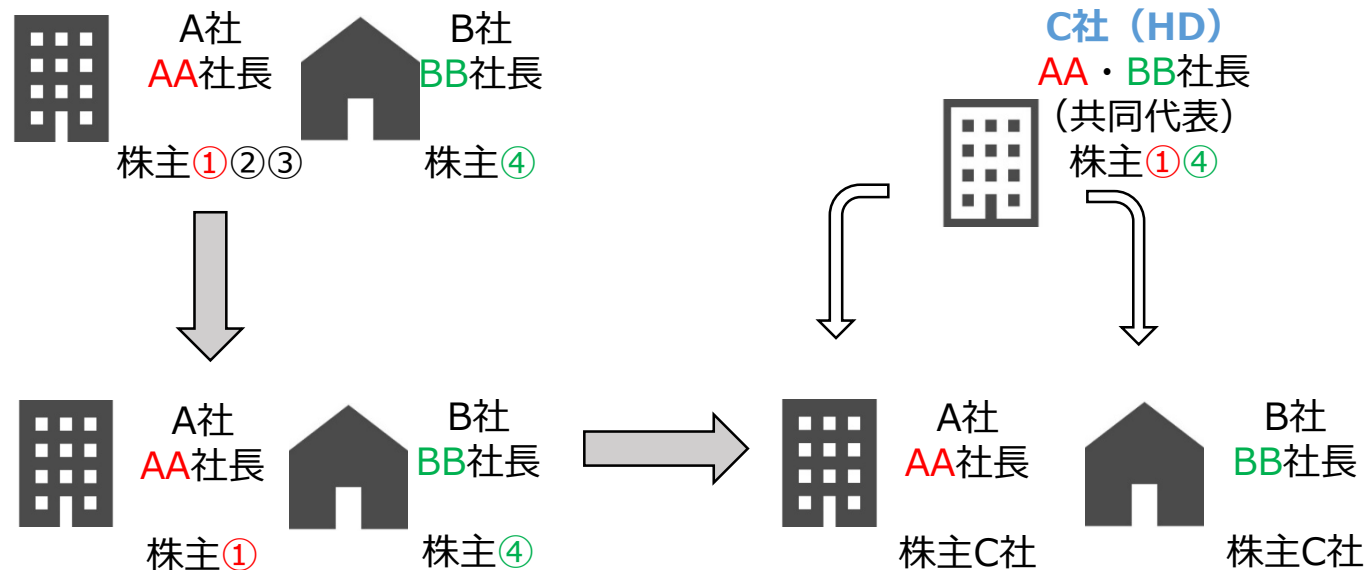 A社
AA社長
株主①②③
B社
BB社長
株主④
C社（HD）
AA・BB社長
（共同代表）
株主①④
A社
AA社長
株主①
B社
BB社長
株主④
A社
AA社長
株主C社
B社
BB社長
株主C社